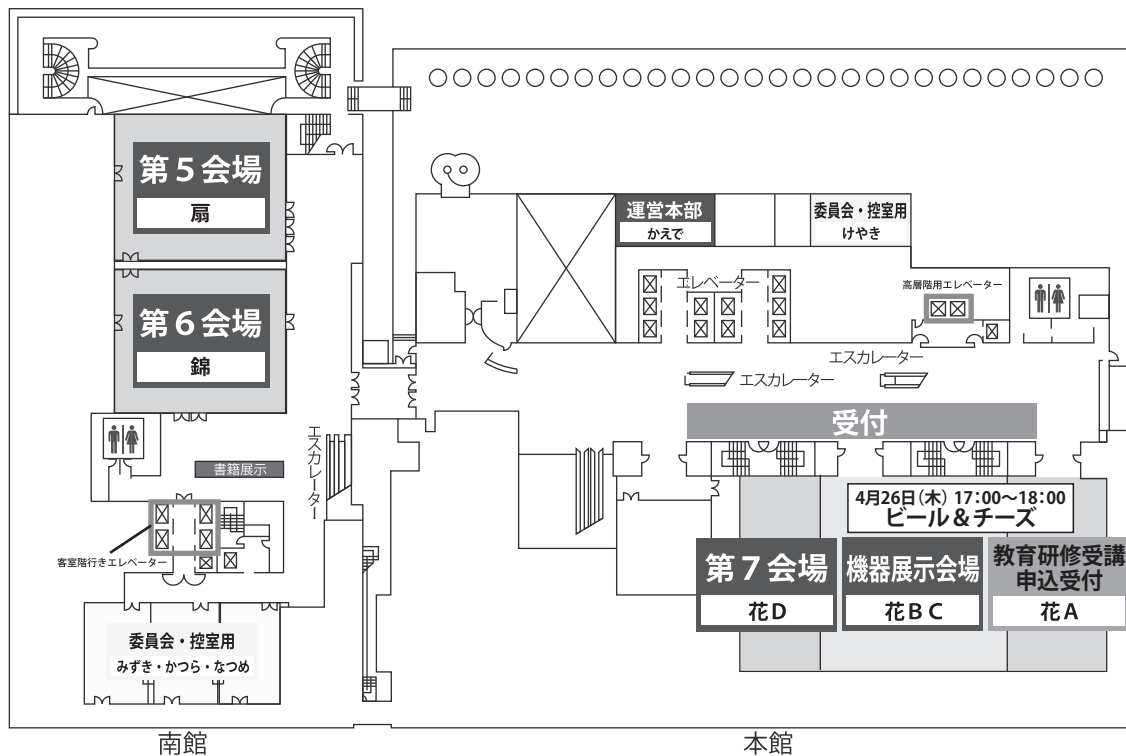 第5会場
扇
第6会場
錦
書籍展示
エスカレーター
客室階行きエレベーター
委員会・控室用
みずき・かつら・なつめ
南館
運営本部
かえで
委員会・控室用
けやき
エレベーター
高層階用エレベーター
エスカレーター
エスカレーター
受付
4月26日(木) 17:00～18:00
ビール&チーズ
第7会場
花D
機器展示会場
花BC
教育研修受講
申込受付
花A
本館